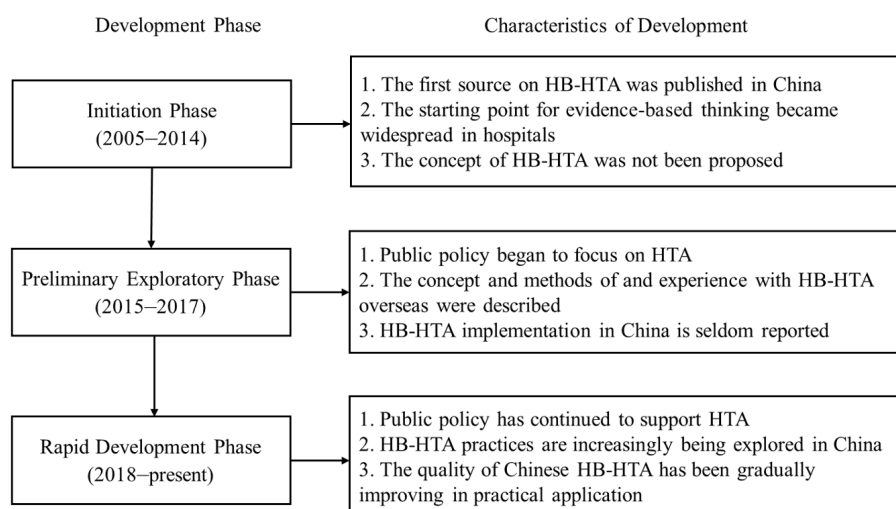 Development Phase
Characteristics of Development
Initiation Phase
(2005–2014)
1. The first source on HB-HTA was published in China
2. The starting point for evidence-based thinking became
widespread in hospitals
3. The concept of HB-HTA was not been proposed
Preliminary Exploratory Phase
(2015–2017)
1. Public policy began to focus on HTA
2. The concept and methods of and experience with HB-HTA
overseas were described
3. HB-HTA implementation in China is seldom reported
Rapid Development Phase
(2018–present)
1. Public policy has continued to support HTA
2. HB-HTA practices are increasingly being explored in China
3. The quality of Chinese HB-HTA has been gradually
improving in practical application